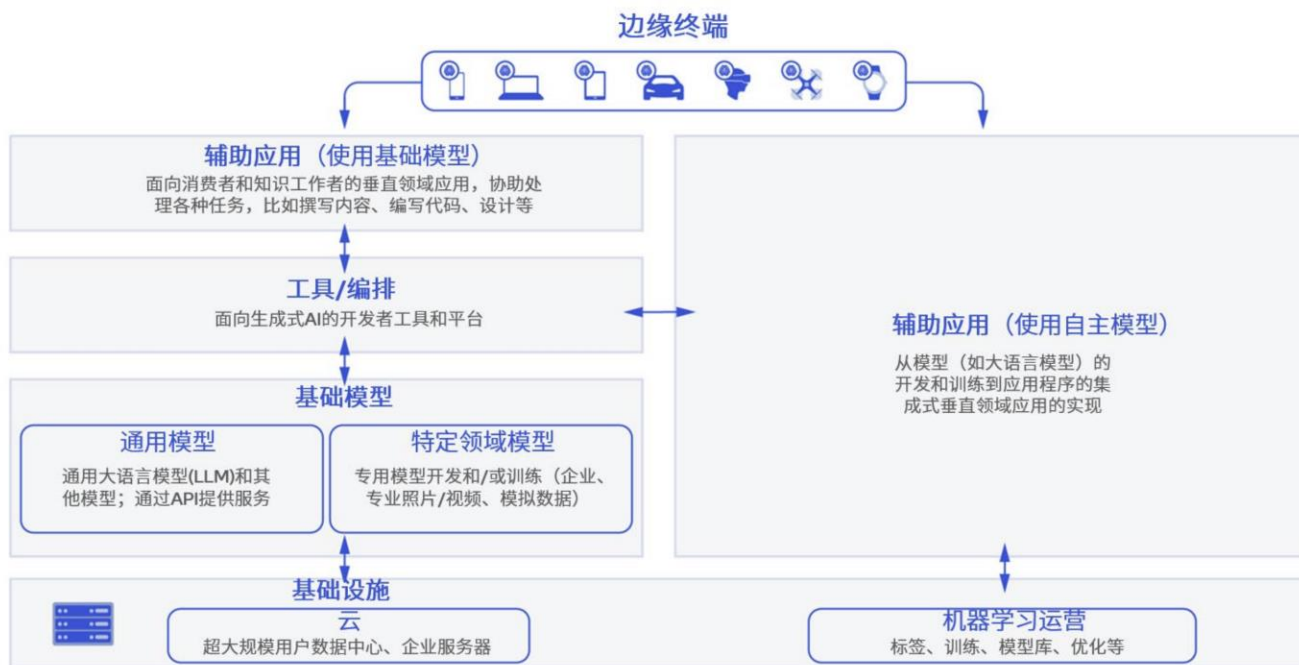 边缘终端
辅助应用（使用基础模型）
面向消费者和知识工作者的垂直领域应用，协助处
理各种任务，比如撰写内容、编写代码、设计等
工具/编排
面向生成式AI的开发者工具和平台
基础模型
通用模型
通用大语言模型(LLM)和其
他模型；通过API提供服务
特定领域模型
专用模型开发和/或训练（企业、
专业照片/视频、模拟数据）
辅助应用（使用自主模型）
从模型（如大语言模型）的
开发和训练到应用程序的集
成式垂直领域应用的实现
基础设施
云
超大规模用户数据中心、企业服务器
机器学习运营
标签、训练、模型库、优化等